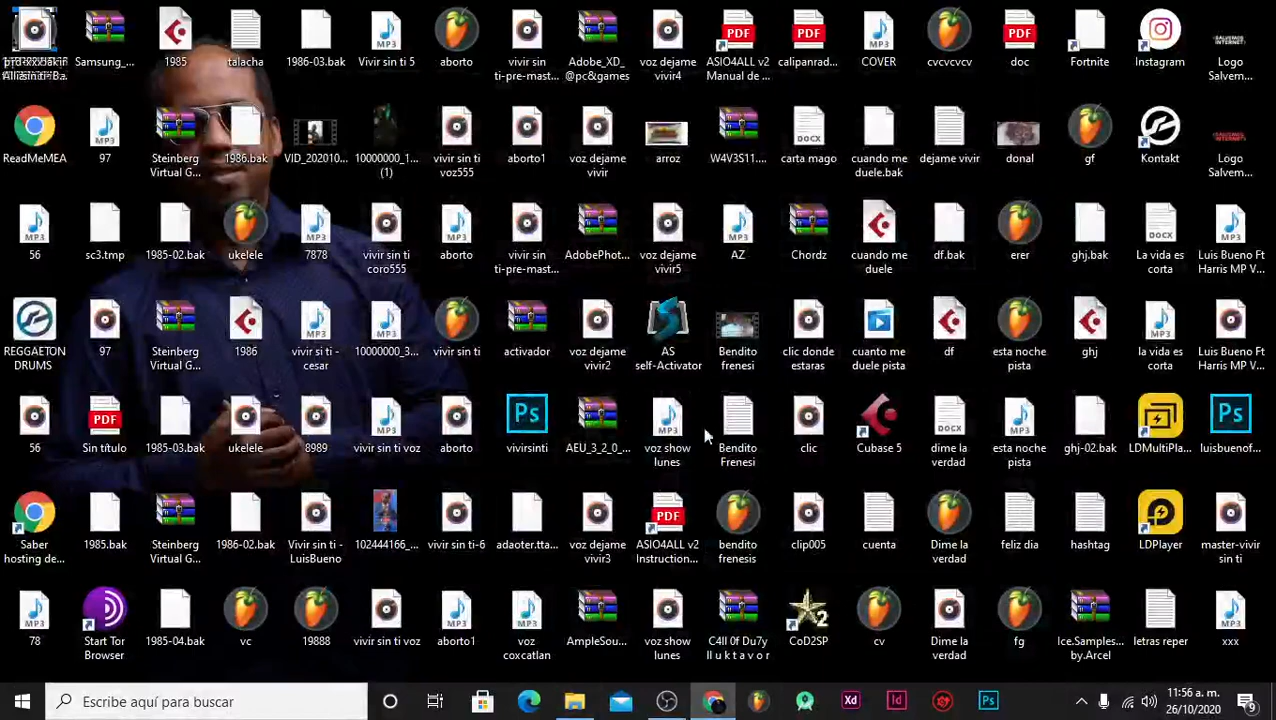 Samsung_...
1985
talacha
1986-03.bak
Vivir sin ti 5
aborto
vivir sin
ti-pre-mast...
Adobe_XD_
@pc&games
voz dejame
vivir4
ASIO4ALL v2
Manual de ...
calipanrad...
COVER
cvcvcvcv
doc
Fortnite
Instagram
Logo
Salvem...
ReadMeMEA
97
Steinberg
Virtual G...
1986.bak
VID_202010...
10000000_1...
(1)
vivir sin ti
voz555
aborto1
voz dejame
vivir
arroz
W4V3S11....
carta mago
cuando me
duele.bak
dejame vivir
donal
gf
Kontakt
Logo
Salvem...
56
sc3.tmp
1985-02.bak
ukelele
7878
vivir sin ti
coro555
aborto
vivir sin
ti-pre-mast...
AdobePhot...
voz dejame
vivir5
AZ
Chordz
cuando me
duele
df.bak
erer
ghj.bak
La vida es
corta
Luis Bueno Ft
Harris MP V...
REGGAETON
DRUMS
97
Steinberg
Virtual G...
1986
vivir si ti -
cesar
10000000_3...
vivir sin ti
activador
voz dejame
vivir2
AS
self-Activator
Bendito
frenesi
clic donde
estaras
cuanto me
duele pista
df
esta noche
pista
ghj
la vida es
corta
Luis Bueno Ft
Harris MP V...
56
Sin título
1985-03.bak
ukelele
8989
vivir sin ti voz
aborto
vivirsinti
AEU_3_2_0_...
voz show
lunes
Bendito
Frenesi
clic
Cubase 5
dime la
verdad
esta noche
pista
ghj-02.bak
LDMultiPla...
luisbuenof...
Saber
hosting de...
1985.bak
Steinberg
Virtual G...
1986-02.bak
Vivir sin ti -
LuisBueno
102444166_...
vivir sin ti-6
adaoter.tta...
voz dejame
vivir3
ASIO4ALL v2
Instruction...
bendito
frenesis
clip005
cuenta
Dime la
verdad
feliz dia
hashtag
LDPlayer
master-vivir
sin ti
78
Start Tor
Browser
1985-04.bak
vc
19888
vivir sin ti voz
aborto1
voz
coxcatlan
AmpleSou...
voz show
lunes
C4ll 0f Du7y
ll u k t a v o r
CoD2SP
cv
Dime la
verdad
fg
Ice.Samples...
by.Arcel
letras reper
xxx
Escribe aquí para buscar
11:56 a. m.
26/10/2020